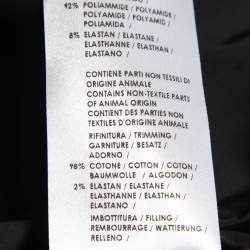 92% POLIAMMIDE / POLYAMIDE /
POLYAMIDE / POLYAMID /
POLIAMIDA /
8% ELASTAN / ELASTANE /
ELASTHANNE / ELASTHAN /
ELASTANO /
CONTIENE PARTI NON TESSILI DI
ORIGINE ANIMALE
CONTAINS NON-TEXTILE PARTS
OF ANIMAL ORIGIN
CONTIENT DES PARTIES NON
TEXTILES D'ORIGINE ANIMALE
RIFINITURA / TRIMMING /
GARNITURE / BESATZ /
ADORNO /
98% COTONE / COTTON / COTON /
BAUMWOLLE / ALGODON /
2% ELASTAN / ELASTANE /
ELASTHANNE / ELASTHAN /
ELASTANO /
IMBOTTITURA / FILLING /
REMBOURRAGE / WATTIERUNG /
RELLENO /